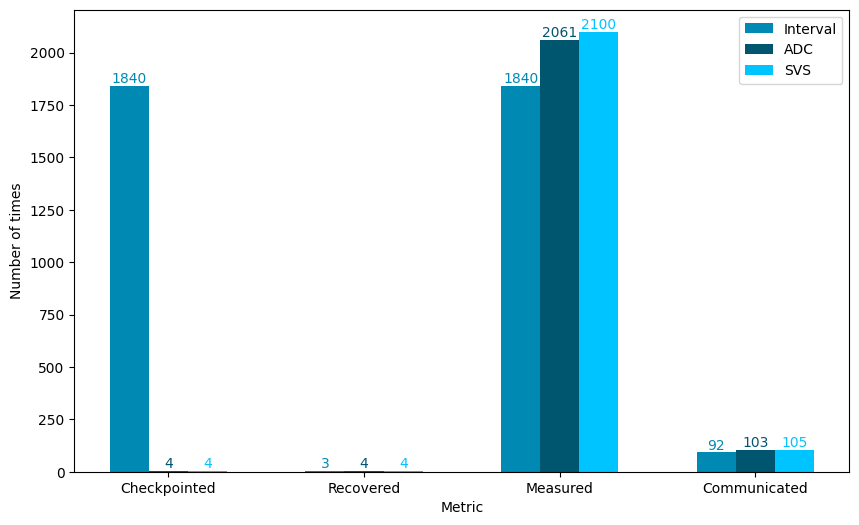 Number of times
2000
1750
1500
1250
1000
750
500
250
0
1840
4
4
3
4
4
1840
2061
2100
92
103
105
Interval
ADC
SVS
Checkpointed
Recovered
Measured
Communicated
Metric